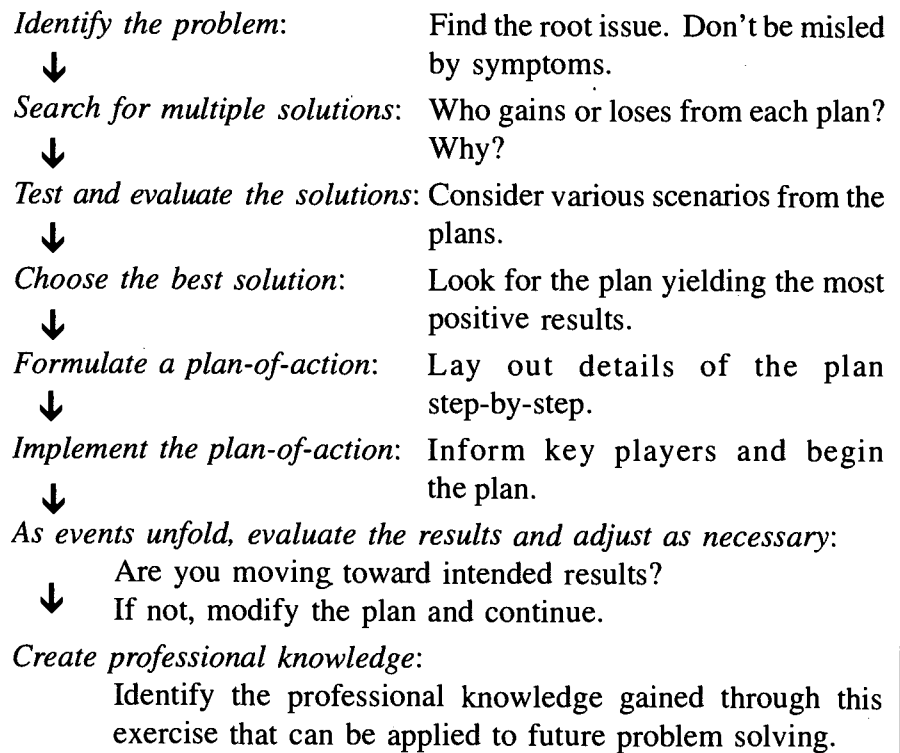 Identify the problem: Find the root issue. Don't be misled
by symptoms.
Search for multiple solutions: Who gains or loses from each plan?
Why?
Test and evaluate the solutions: Consider various scenarios from the
plans.
Choose the best solution: Look for the plan yielding the most
positive results.
Formulate a plan-of-action: Lay out details of the plan
step-by-step.
Implement the plan-of-action: Inform key players and begin
the plan.
As events unfold, evaluate the results and adjust as necessary:
Are you moving toward intended results?
If not, modify the plan and continue.
Create professional knowledge:
Identify the professional knowledge gained through this
exercise that can be applied to future problem solving.